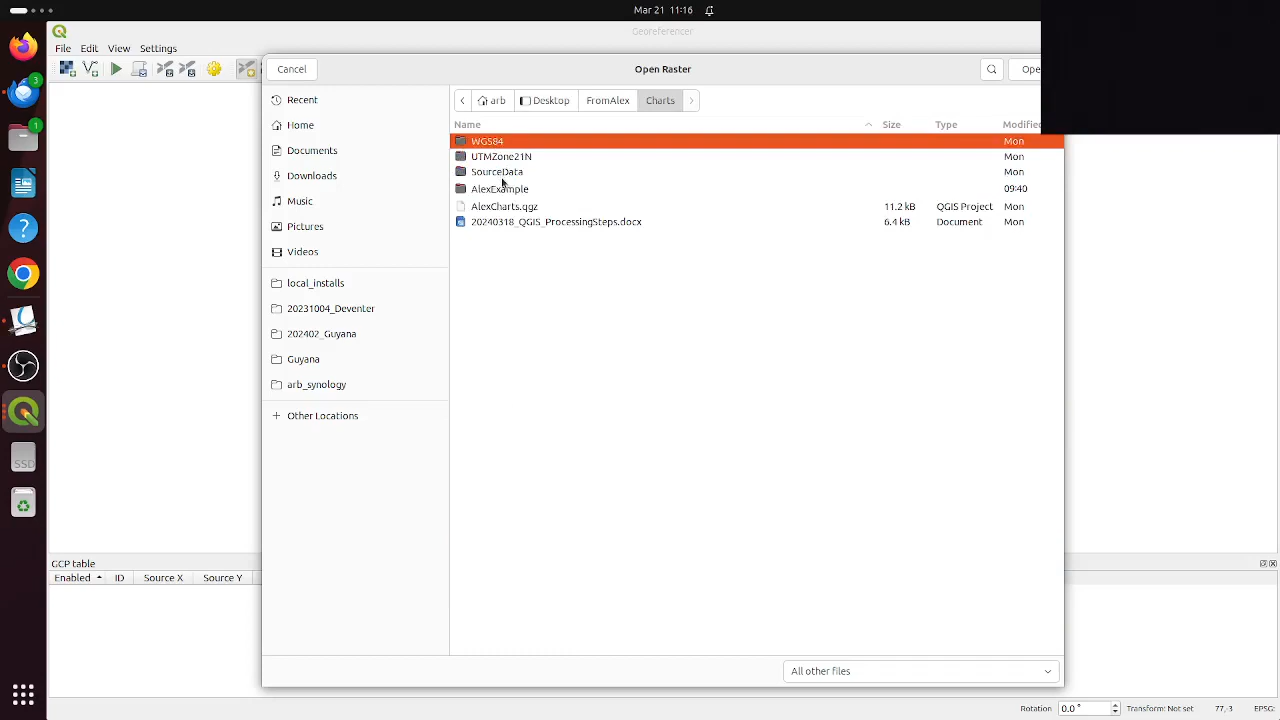 Mar 21 11:16
Georeferencer
File Edit View Settings
Cancel
Open Raster
Ope
Recent
Home
Documents
Downloads
Music
Pictures
Videos
local_installs
20231004_Deventer
202402_Guyana
Guyana
arb_synology
Other Locations
arb Desktop FromAlex Charts
Name Size Type Modified
WGS84 Mon
UTMZone21N Mon
SourceData Mon
AlexExample 09:40
AlexCharts.qgz 11.2 kB QGIS Project Mon
20240318_QGIS_ProcessingSteps.docx 6.4 kB Document Mon
All other files
3
1
SSD
GCP table
Enabled ID Source X Source Y
Rotation 0.0 ° Transform: Not set 77, 3 EPSG: